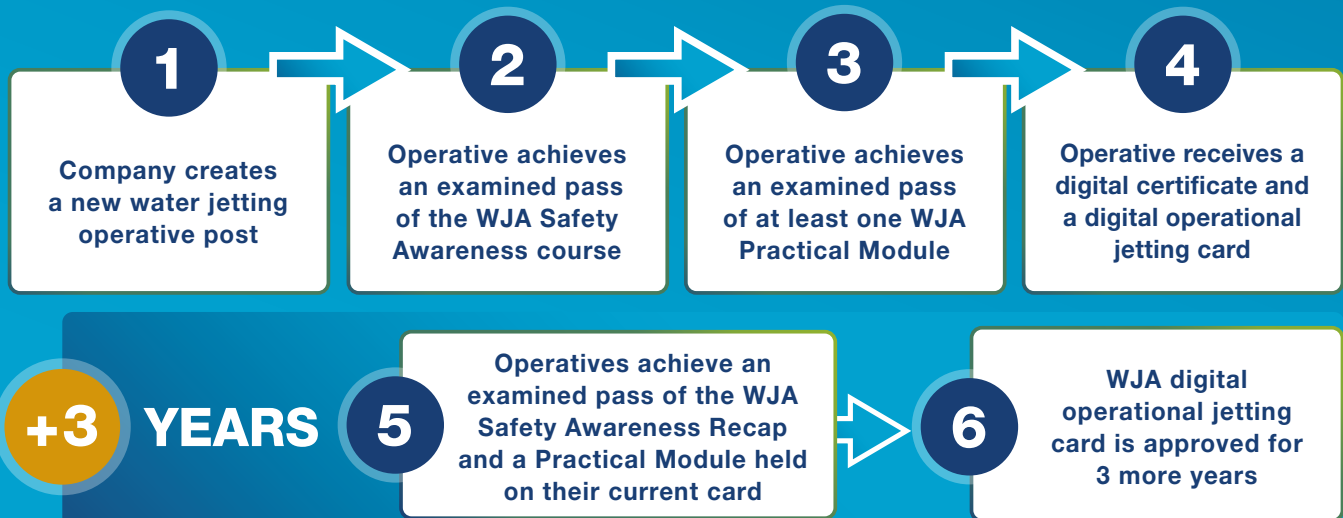 1
Company creates
a new water jetting
operative post
2
Operative achieves
an examined pass
of the WJA Safety
Awareness course
3
Operative achieves
an examined pass
of at least one WJA
Practical Module
4
Operative receives a
digital certificate and
a digital operational
jetting card
+3 YEARS
5
Operatives achieve an
examined pass of the WJA
Safety Awareness Recap
and a Practical Module held
on their current card
6
WJA digital
operational jetting
card is approved for
3 more years